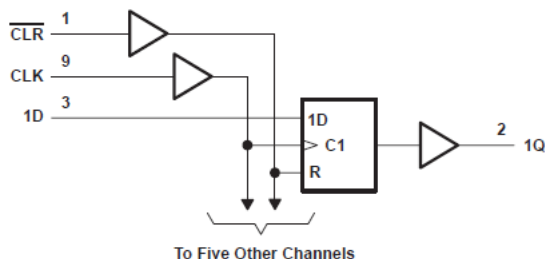 CLR 1
CLK 9
1D 3
1D
C1
R
2 1Q
To Five Other Channels